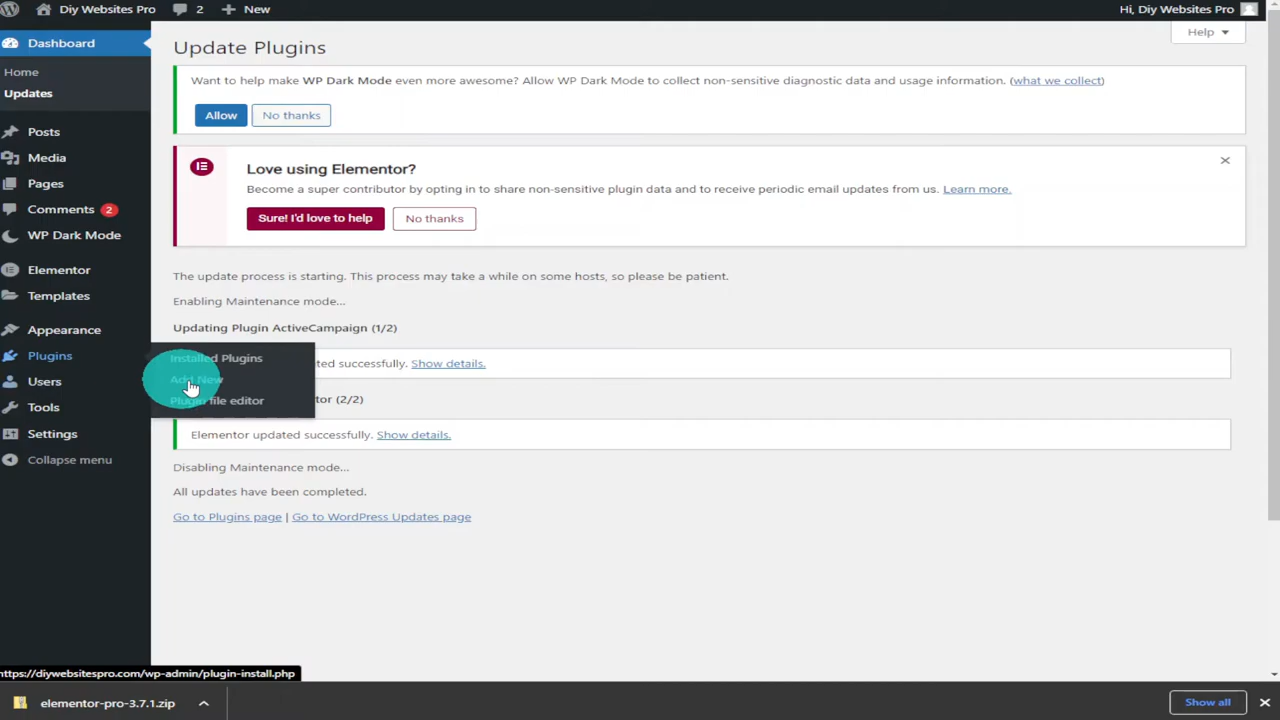 Diy Websites Pro 2 New Hi, Diy Websites Pro
Dashboard
Home
Updates
Posts
Media
Pages
Comments 2
WP Dark Mode
Elementor
Templates
Appearance
Plugins
Users
Tools
Settings
Collapse menu
Installed Plugins
Add New
Plugin file editor
Help
Update Plugins
Want to help make WP Dark Mode even more awesome? Allow WP Dark Mode to collect non-sensitive diagnostic data and usage information. (what we collect)
Allow No thanks
Love using Elementor?
Become a super contributor by opting in to share non-sensitive plugin data and to receive periodic email updates from us. Learn more.
Sure! I'd love to help No thanks
The update process is starting. This process may take a while on some hosts, so please be patient.
Enabling Maintenance mode...
Updating Plugin ActiveCampaign (1/2)
successfully. Show details.
(2/2)
Elementor updated successfully. Show details.
Disabling Maintenance mode...
All updates have been completed.
Go to Plugins page | Go to WordPress Updates page
https://diywebsitespro.com/wp-admin/plugin-install.php
elementor-pro-3.7.1.zip Show all